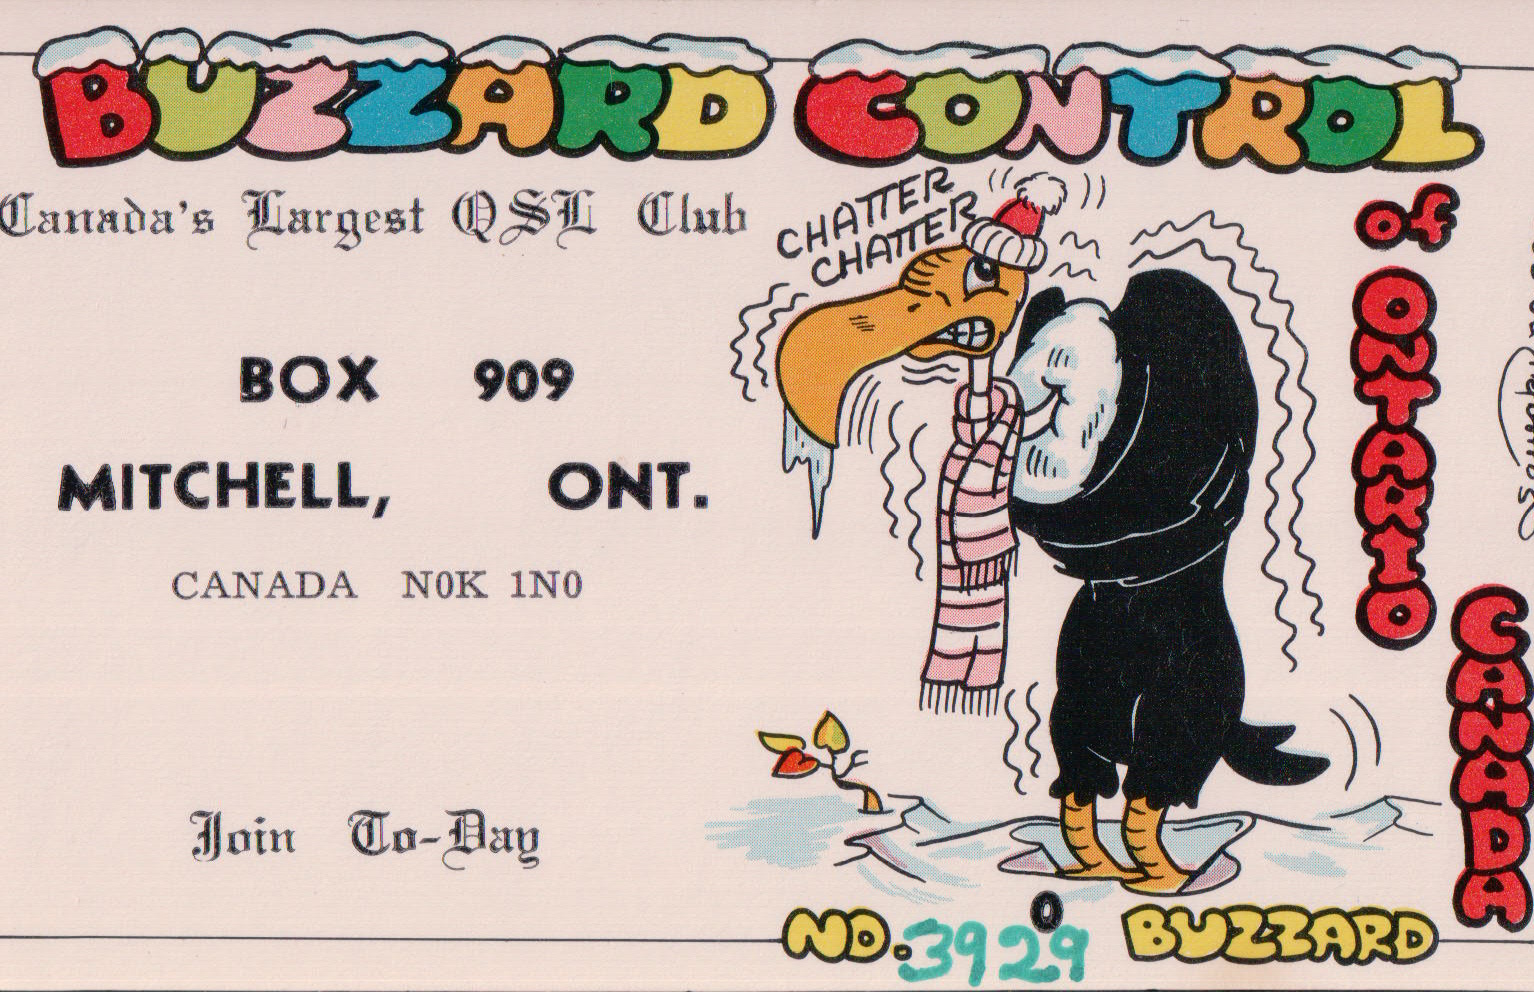 BUZZARD CONTROL
of ONTARIO
CANADA
Canada's Largest QSL Club
CHATTER
CHATTER
BOX 909
MITCHELL, ONT.
CANADA N0K 1N0
Join To-Day
NO. 3929 BUZZARD